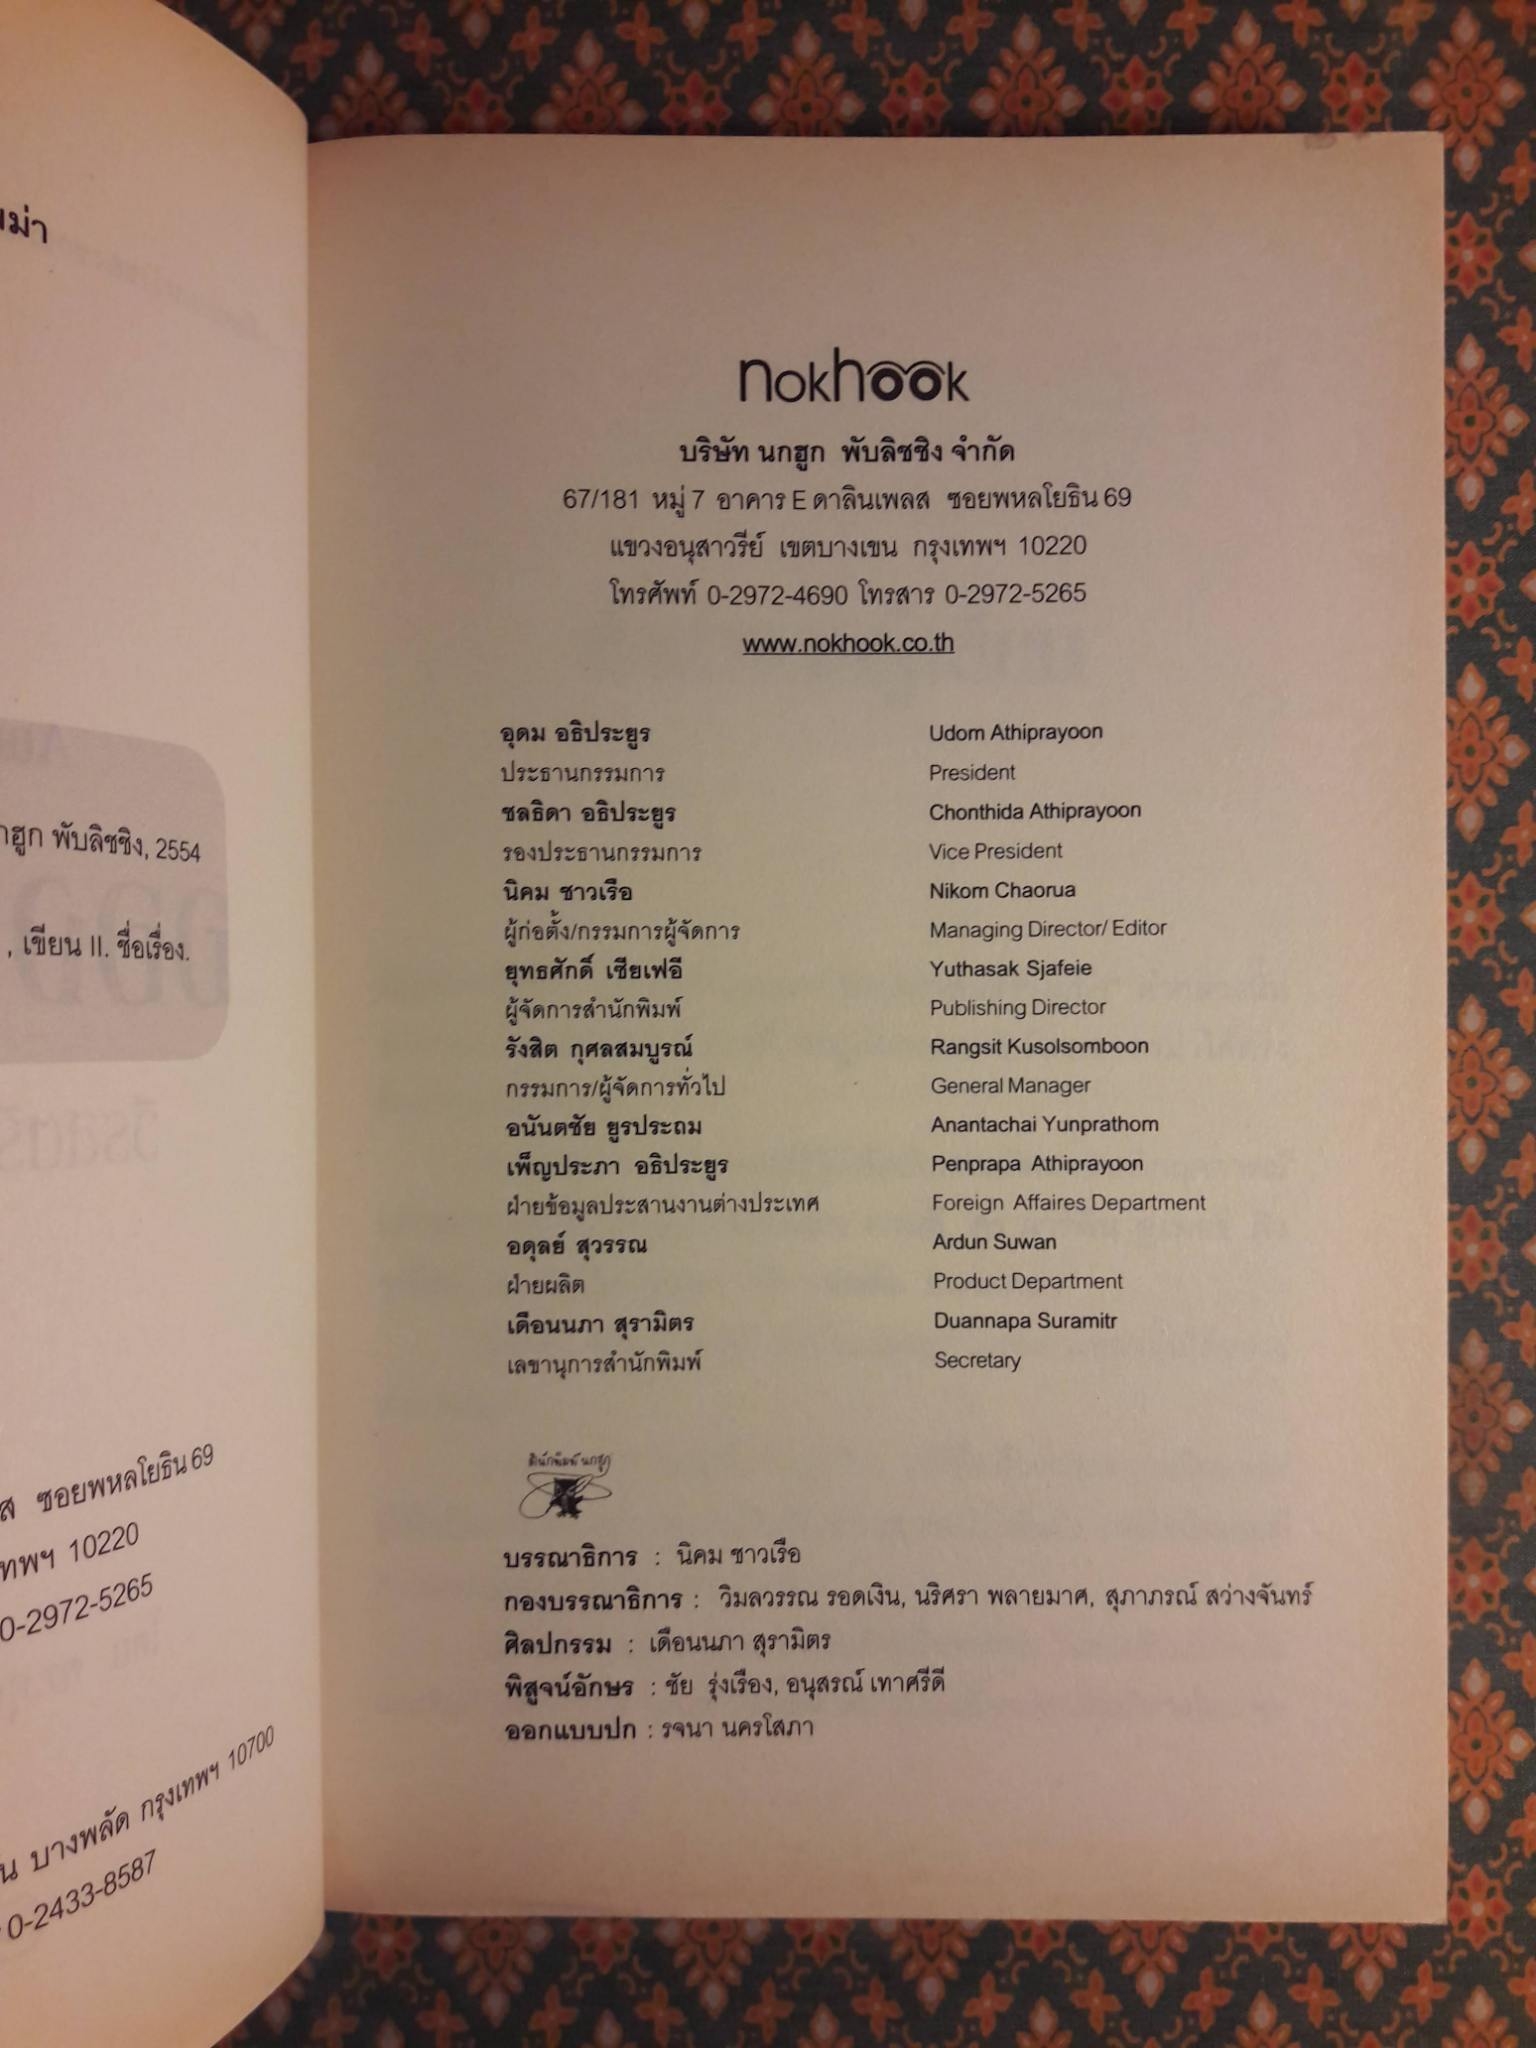 ม่า
กฮูก พับลิชชิง, 2554
, เขียน II. ชื่อเรื่อง.
ส ซอยพหลโยธิน 69
ทพฯ 10220
0-2972-5265
น บางพลัด กรุงเทพฯ 10700
0-2433-8587
nokhook
บริษัท นกฮูก พับลิชชิง จำกัด
67/181 หมู่ 7 อาคาร E ดาลินเพลส ซอยพหลโยธิน 69
แขวงอนุสาวรีย์ เขตบางเขน กรุงเทพฯ 10220
โทรศัพท์ 0-2972-4690 โทรสาร 0-2972-5265
www.nokhook.co.th
อุดม อธิประยูร Udom Athiprayoon
ประธานกรรมการ President
ชลธิดา อธิประยูร Chonthida Athiprayoon
รองประธานกรรมการ Vice President
นิคม ชาวเรือ Nikom Chaorua
ผู้ก่อตั้ง/กรรมการผู้จัดการ Managing Director/ Editor
ยุทธศักดิ์ เซียเฟอี Yuthasak Sjafeie
ผู้จัดการสำนักพิมพ์ Publishing Director
รังสิต กุศลสมบูรณ์ Rangsit Kusolsomboon
กรรมการ/ผู้จัดการทั่วไป General Manager
อนันตชัย ยูรประถม Anantachai Yunprathom
เพ็ญประภา อธิประยูร Penprapa Athiprayoon
ฝ่ายข้อมูลประสานงานต่างประเทศ Foreign Affaires Department
อดุลย์ สุวรรณ Ardun Suwan
ฝ่ายผลิต Product Department
เดือนนภา สุรามิตร Duannapa Suramitr
เลขานุการสำนักพิมพ์ Secretary
สำนักพิมพ์ นกฮูก
บรรณาธิการ : นิคม ชาวเรือ
กองบรรณาธิการ : วิมลวรรณ รอดเงิน, นริศรา พลายมาศ, สุภาภรณ์ สว่างจันทร์
ศิลปกรรม : เดือนนภา สุรามิตร
พิสูจน์อักษร : ชัย รุ่งเรือง, อนุสรณ์ เทาศรีดี
ออกแบบปก : รจนา นครโสภา